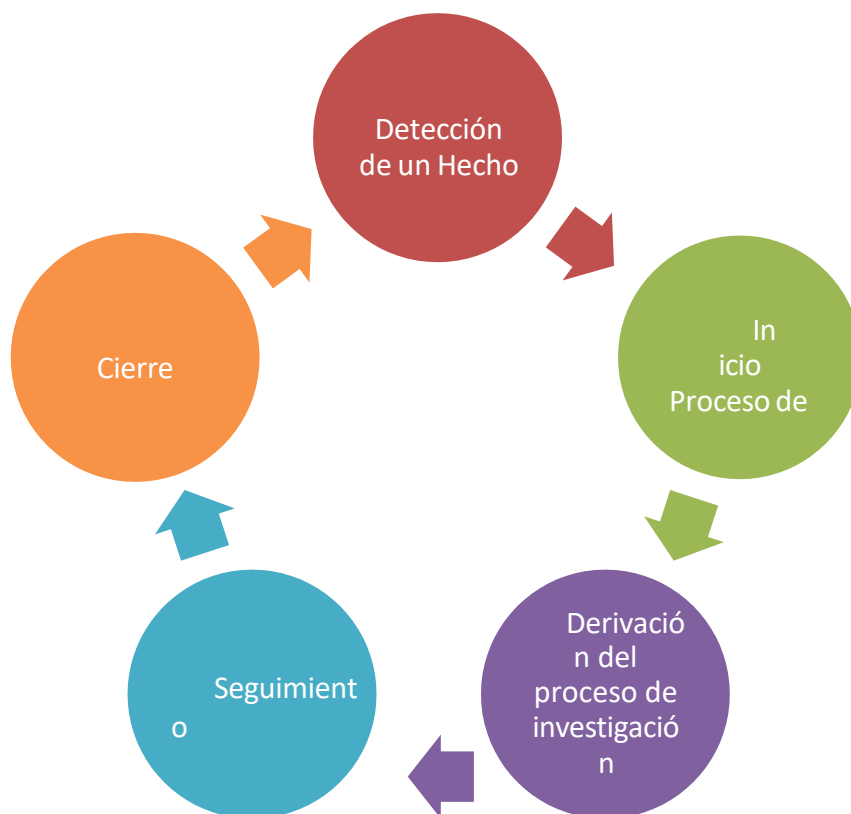 Detección
de un Hecho
In
icio
Proceso de
Derivació
n del
proceso de
investigació
n
Seguimient
o
Cierre